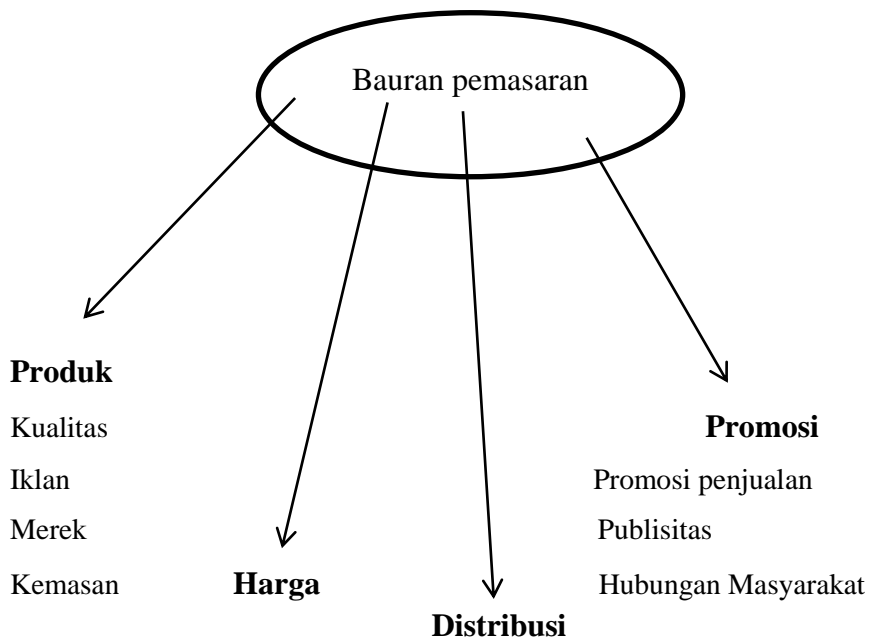 Bauran pemasaran
Produk
Kualitas
Iklan
Merek
Kemasan
Harga
Distribusi
Promosi
Promosi penjualan
Publisitas
Hubungan Masyarakat